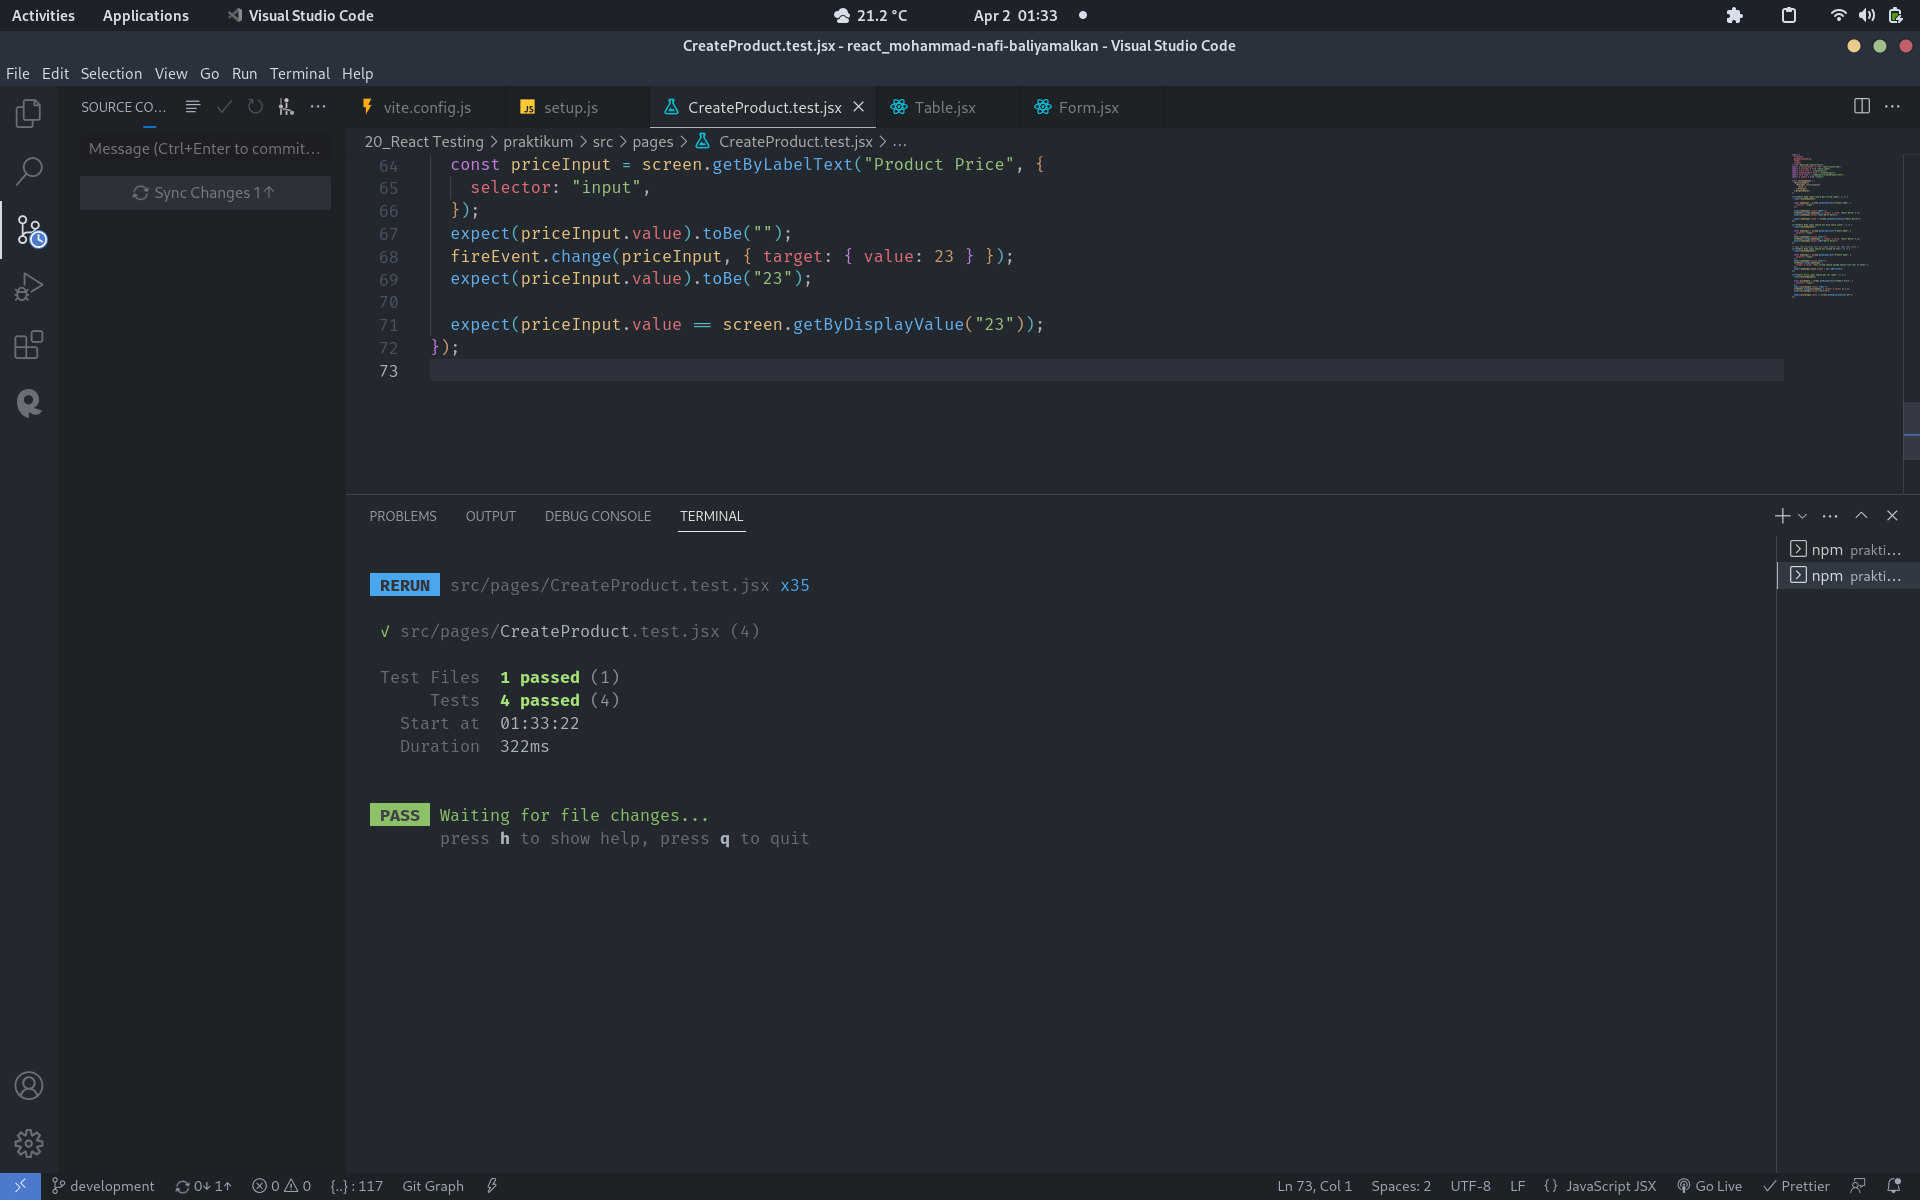 Activities Applications Visual Studio Code 21.2 °C Apr 2 01:33
CreateProduct.test.jsx - react_mohammad-nafi-baliyamalkan - Visual Studio Code
File Edit Selection View Go Run Terminal Help
SOURCE CO...
vite.config.js setup.js CreateProduct.test.jsx Table.jsx Form.jsx
Message (Ctrl+Enter to commit...
Sync Changes 1↑
20_React Testing > praktikum > src > pages > CreateProduct.test.jsx > ...
64 const priceInput = screen.getByLabelText("Product Price", {
65 selector: "input",
66 });
67 expect(priceInput.value).toBe("");
68 fireEvent.change(priceInput, { target: { value: 23 } });
69 expect(priceInput.value).toBe("23");
70
71 expect(priceInput.value == screen.getByDisplayValue("23"));
72 });
73
PROBLEMS OUTPUT DEBUG CONSOLE TERMINAL
npm prakti...
npm prakti...
RERUN src/pages/CreateProduct.test.jsx x35
√ src/pages/CreateProduct.test.jsx (4)
Test Files 1 passed (1)
Tests 4 passed (4)
Start at 01:33:22
Duration 322ms
PASS Waiting for file changes...
press h to show help, press q to quit
development 0↓ 1↑ 0 0 {..} : 117 Git Graph Ln 73, Col 1 Spaces: 2 UTF-8 LF {} JavaScript JSX Go Live Prettier